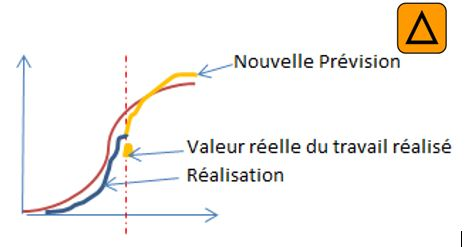 Δ
Nouvelle Prévision
Valeur réelle du travail réalisé
Réalisation